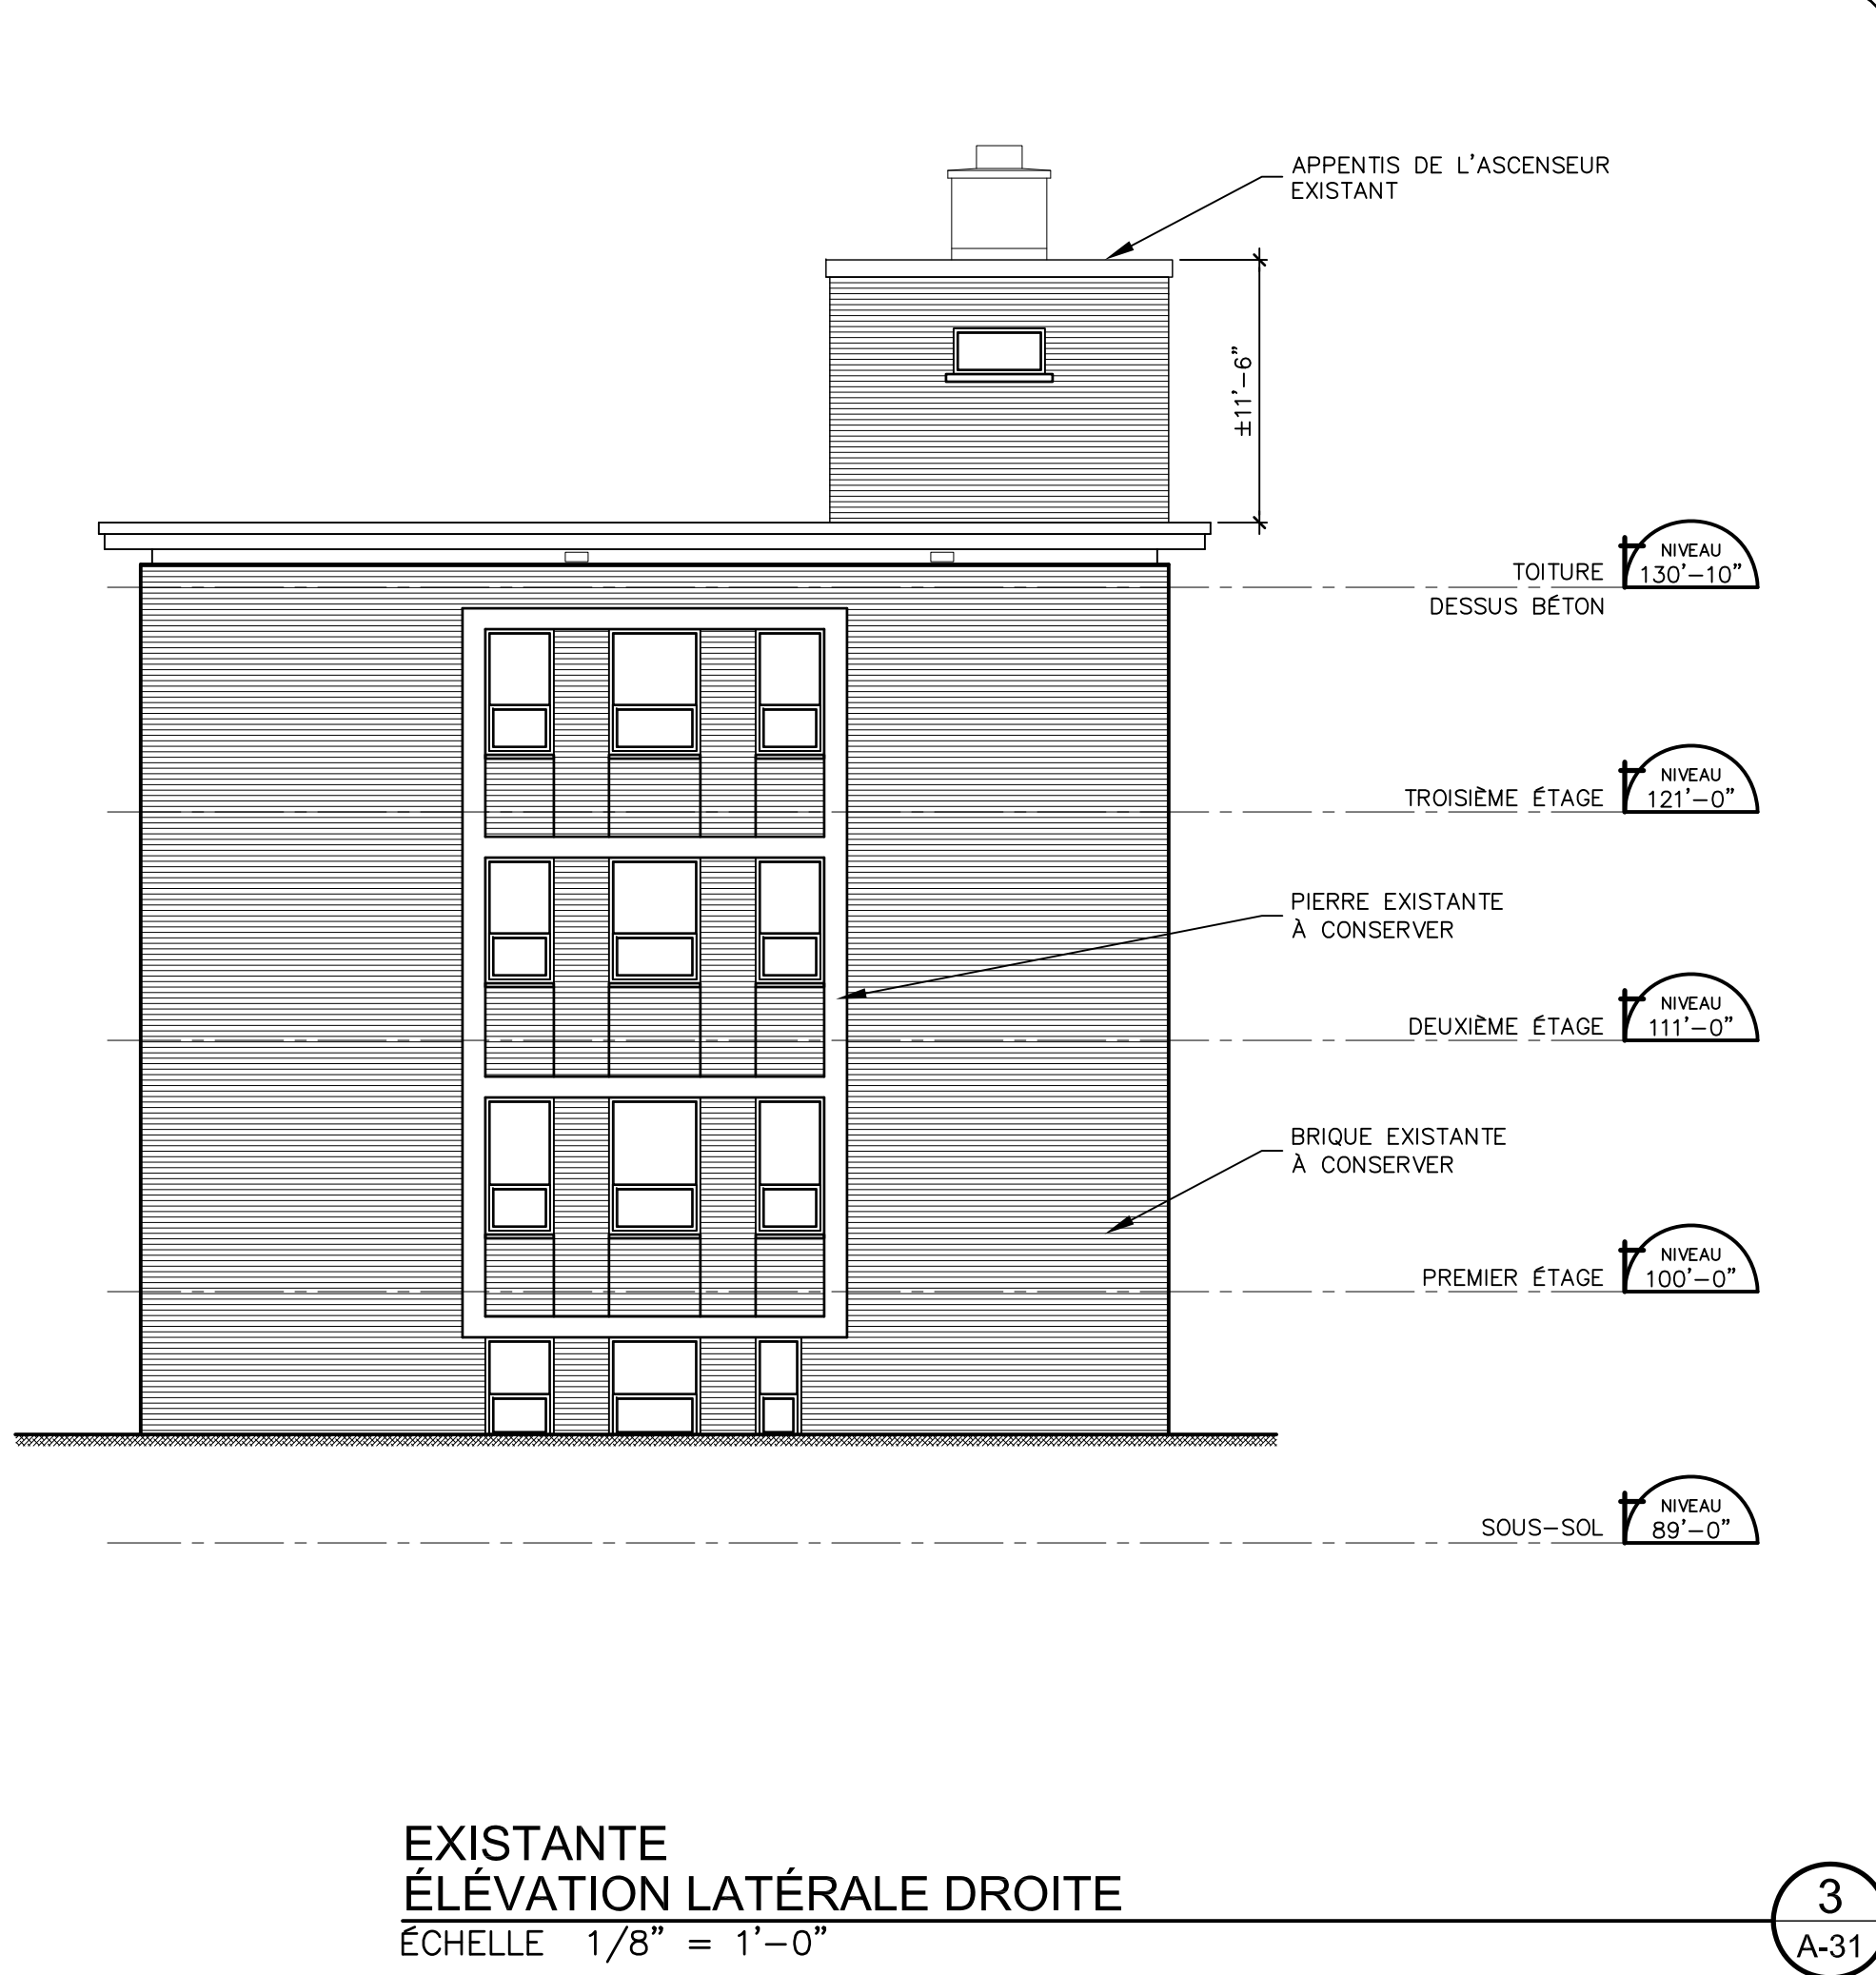 APPENTIS DE L'ASCENSEUR
EXISTANT
±11'-6"
NIVEAU
TOITURE 130'-10"
DESSUS BÉTON
NIVEAU
TROISIÈME ÉTAGE 121'-0"
PIERRE EXISTANTE
À CONSERVER
NIVEAU
DEUXIÈME ÉTAGE 111'-0"
BRIQUE EXISTANTE
À CONSERVER
NIVEAU
PREMIER ÉTAGE 100'-0"
NIVEAU
SOUS-SOL 89'-0"
EXISTANTE
ÉLÉVATION LATÉRALE DROITE
ÉCHELLE 1/8" = 1'-0"
3
A-31